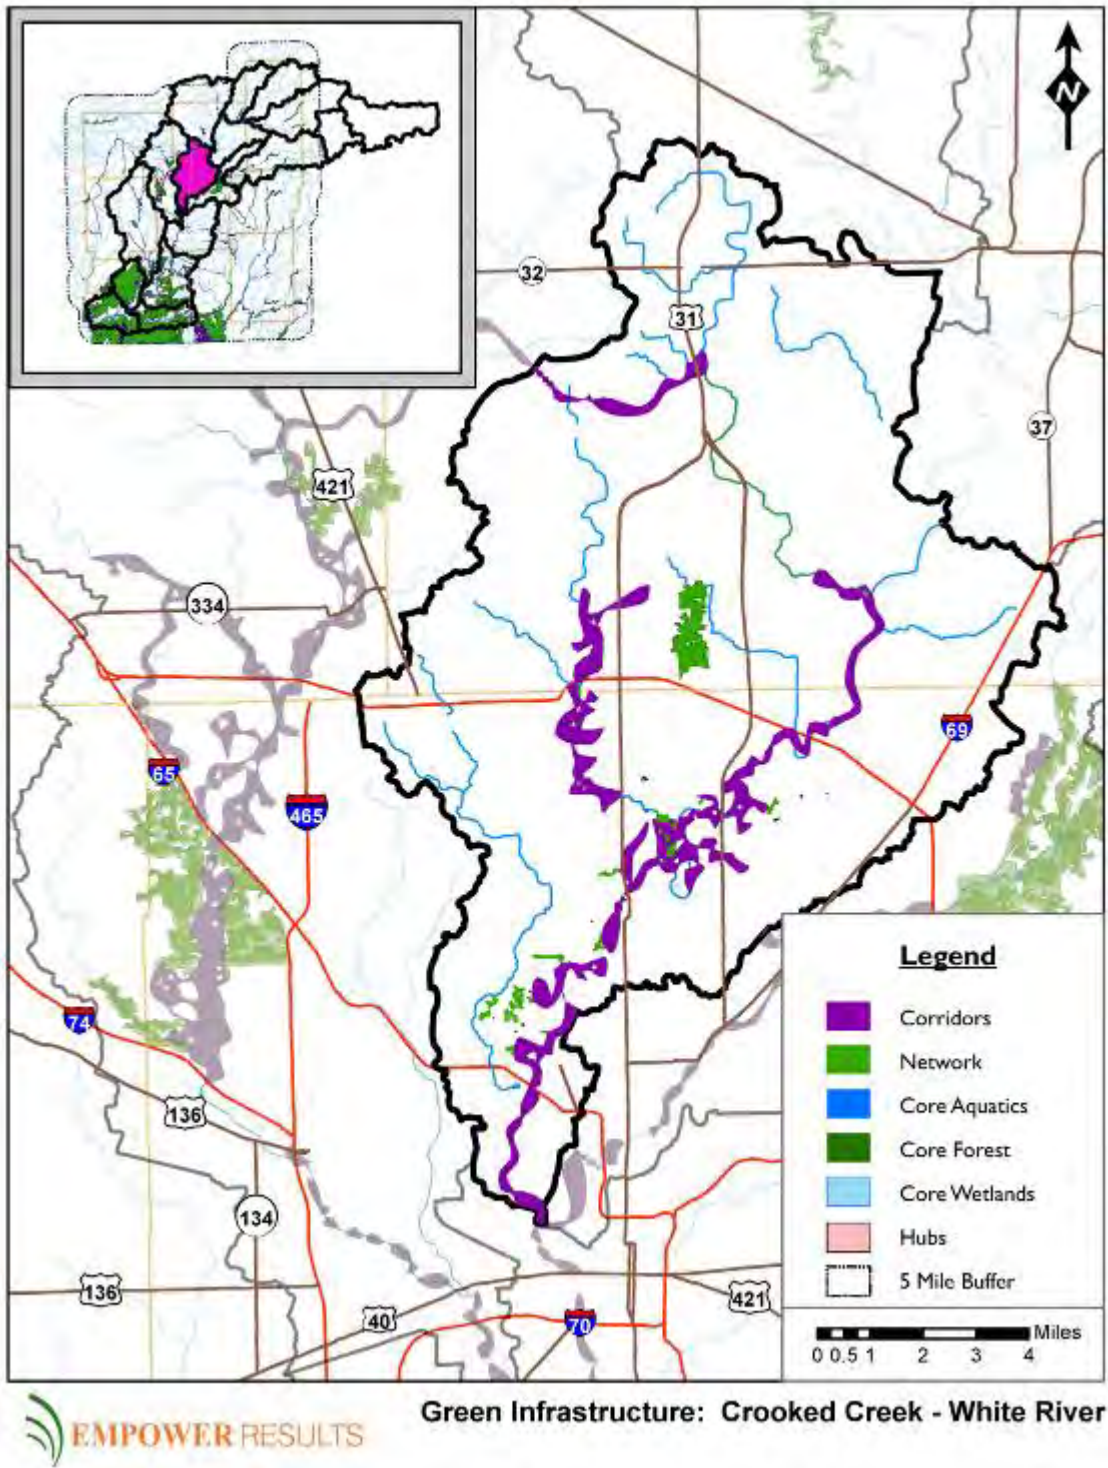 N
32
31
37
421
334
65
465
69
74
136
134
136
40
70
421
Legend
Corridors
Network
Core Aquatics
Core Forest
Core Wetlands
Hubs
5 Mile Buffer
Miles
0 0.5 1 2 3 4
EMPOWER RESULTS
Green Infrastructure: Crooked Creek - White River